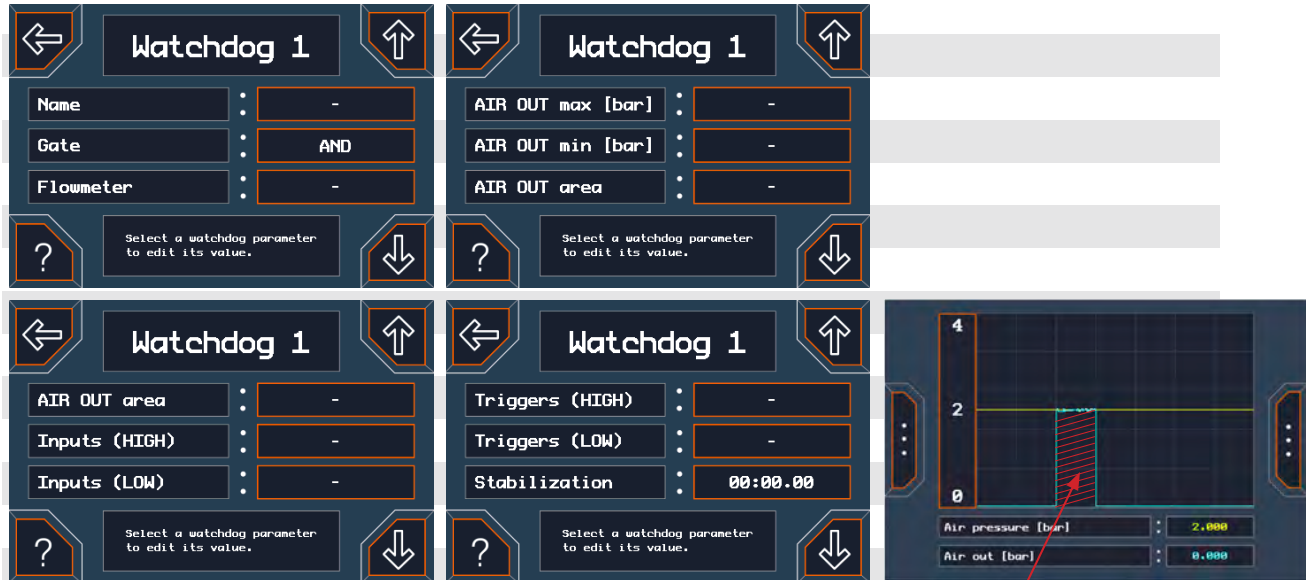 Watchdog 1
Name : -
Gate : AND
Flowmeter : -
? Select a watchdog parameter
to edit its value.
Watchdog 1
AIR OUT max [bar] : -
AIR OUT min [bar] : -
AIR OUT area : -
? Select a watchdog parameter
to edit its value.
Watchdog 1
AIR OUT area : -
Inputs (HIGH) : -
Inputs (LOW) : -
? Select a watchdog parameter
to edit its value.
Watchdog 1
Triggers (HIGH) : -
Triggers (LOW) : -
Stabilization : 00:00.00
? Select a watchdog parameter
to edit its value.
4
2
0
Air pressure [bar] : 2.000
Air out [bar] : 0.000